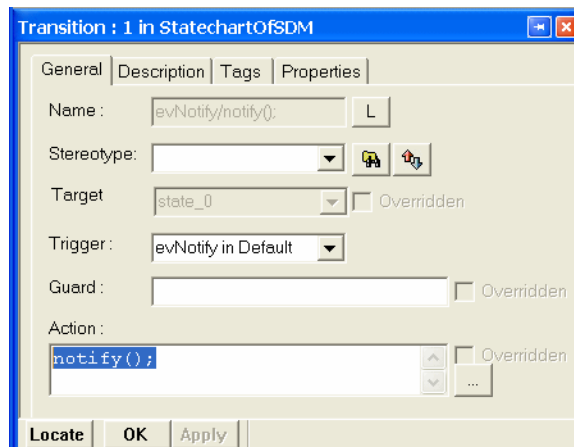 Transition : 1 in StatechartOfSDM
General Description Tags Properties
Name : evNotify/notify(); L
Stereotype:
Target state_0 Overridden
Trigger : evNotify in Default
Guard : Overridden
Action :
notify(); Overridden
...
Locate OK Apply